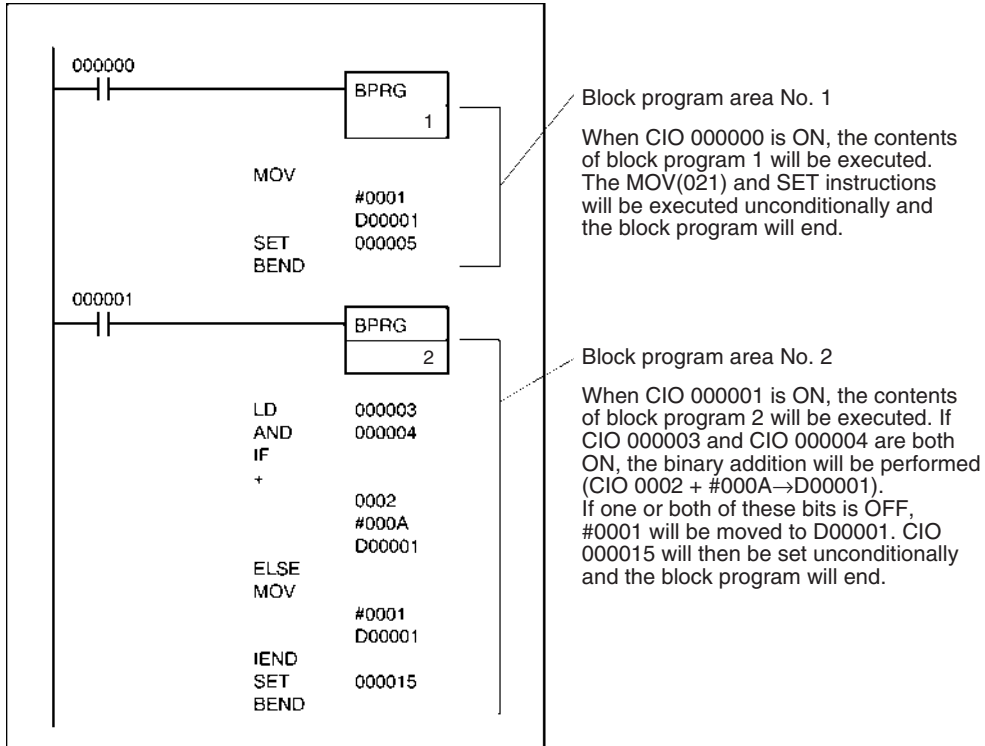 000000
BPRG
1
MOV
#0001
D00001
SET 000005
BEND
Block program area No. 1
When CIO 000000 is ON, the contents
of block program 1 will be executed.
The MOV(021) and SET instructions
will be executed unconditionally and
the block program will end.
000001
BPRG
2
LD 000003
AND 000004
IF
+
0002
#000A
D00001
ELSE
MOV
#0001
D00001
IEND
SET 000015
BEND
Block program area No. 2
When CIO 000001 is ON, the contents
of block program 2 will be executed. If
CIO 000003 and CIO 000004 are both
ON, the binary addition will be performed
(CIO 0002 + #000A→D00001).
If one or both of these bits is OFF,
#0001 will be moved to D00001. CIO
000015 will then be set unconditionally
and the block program will end.